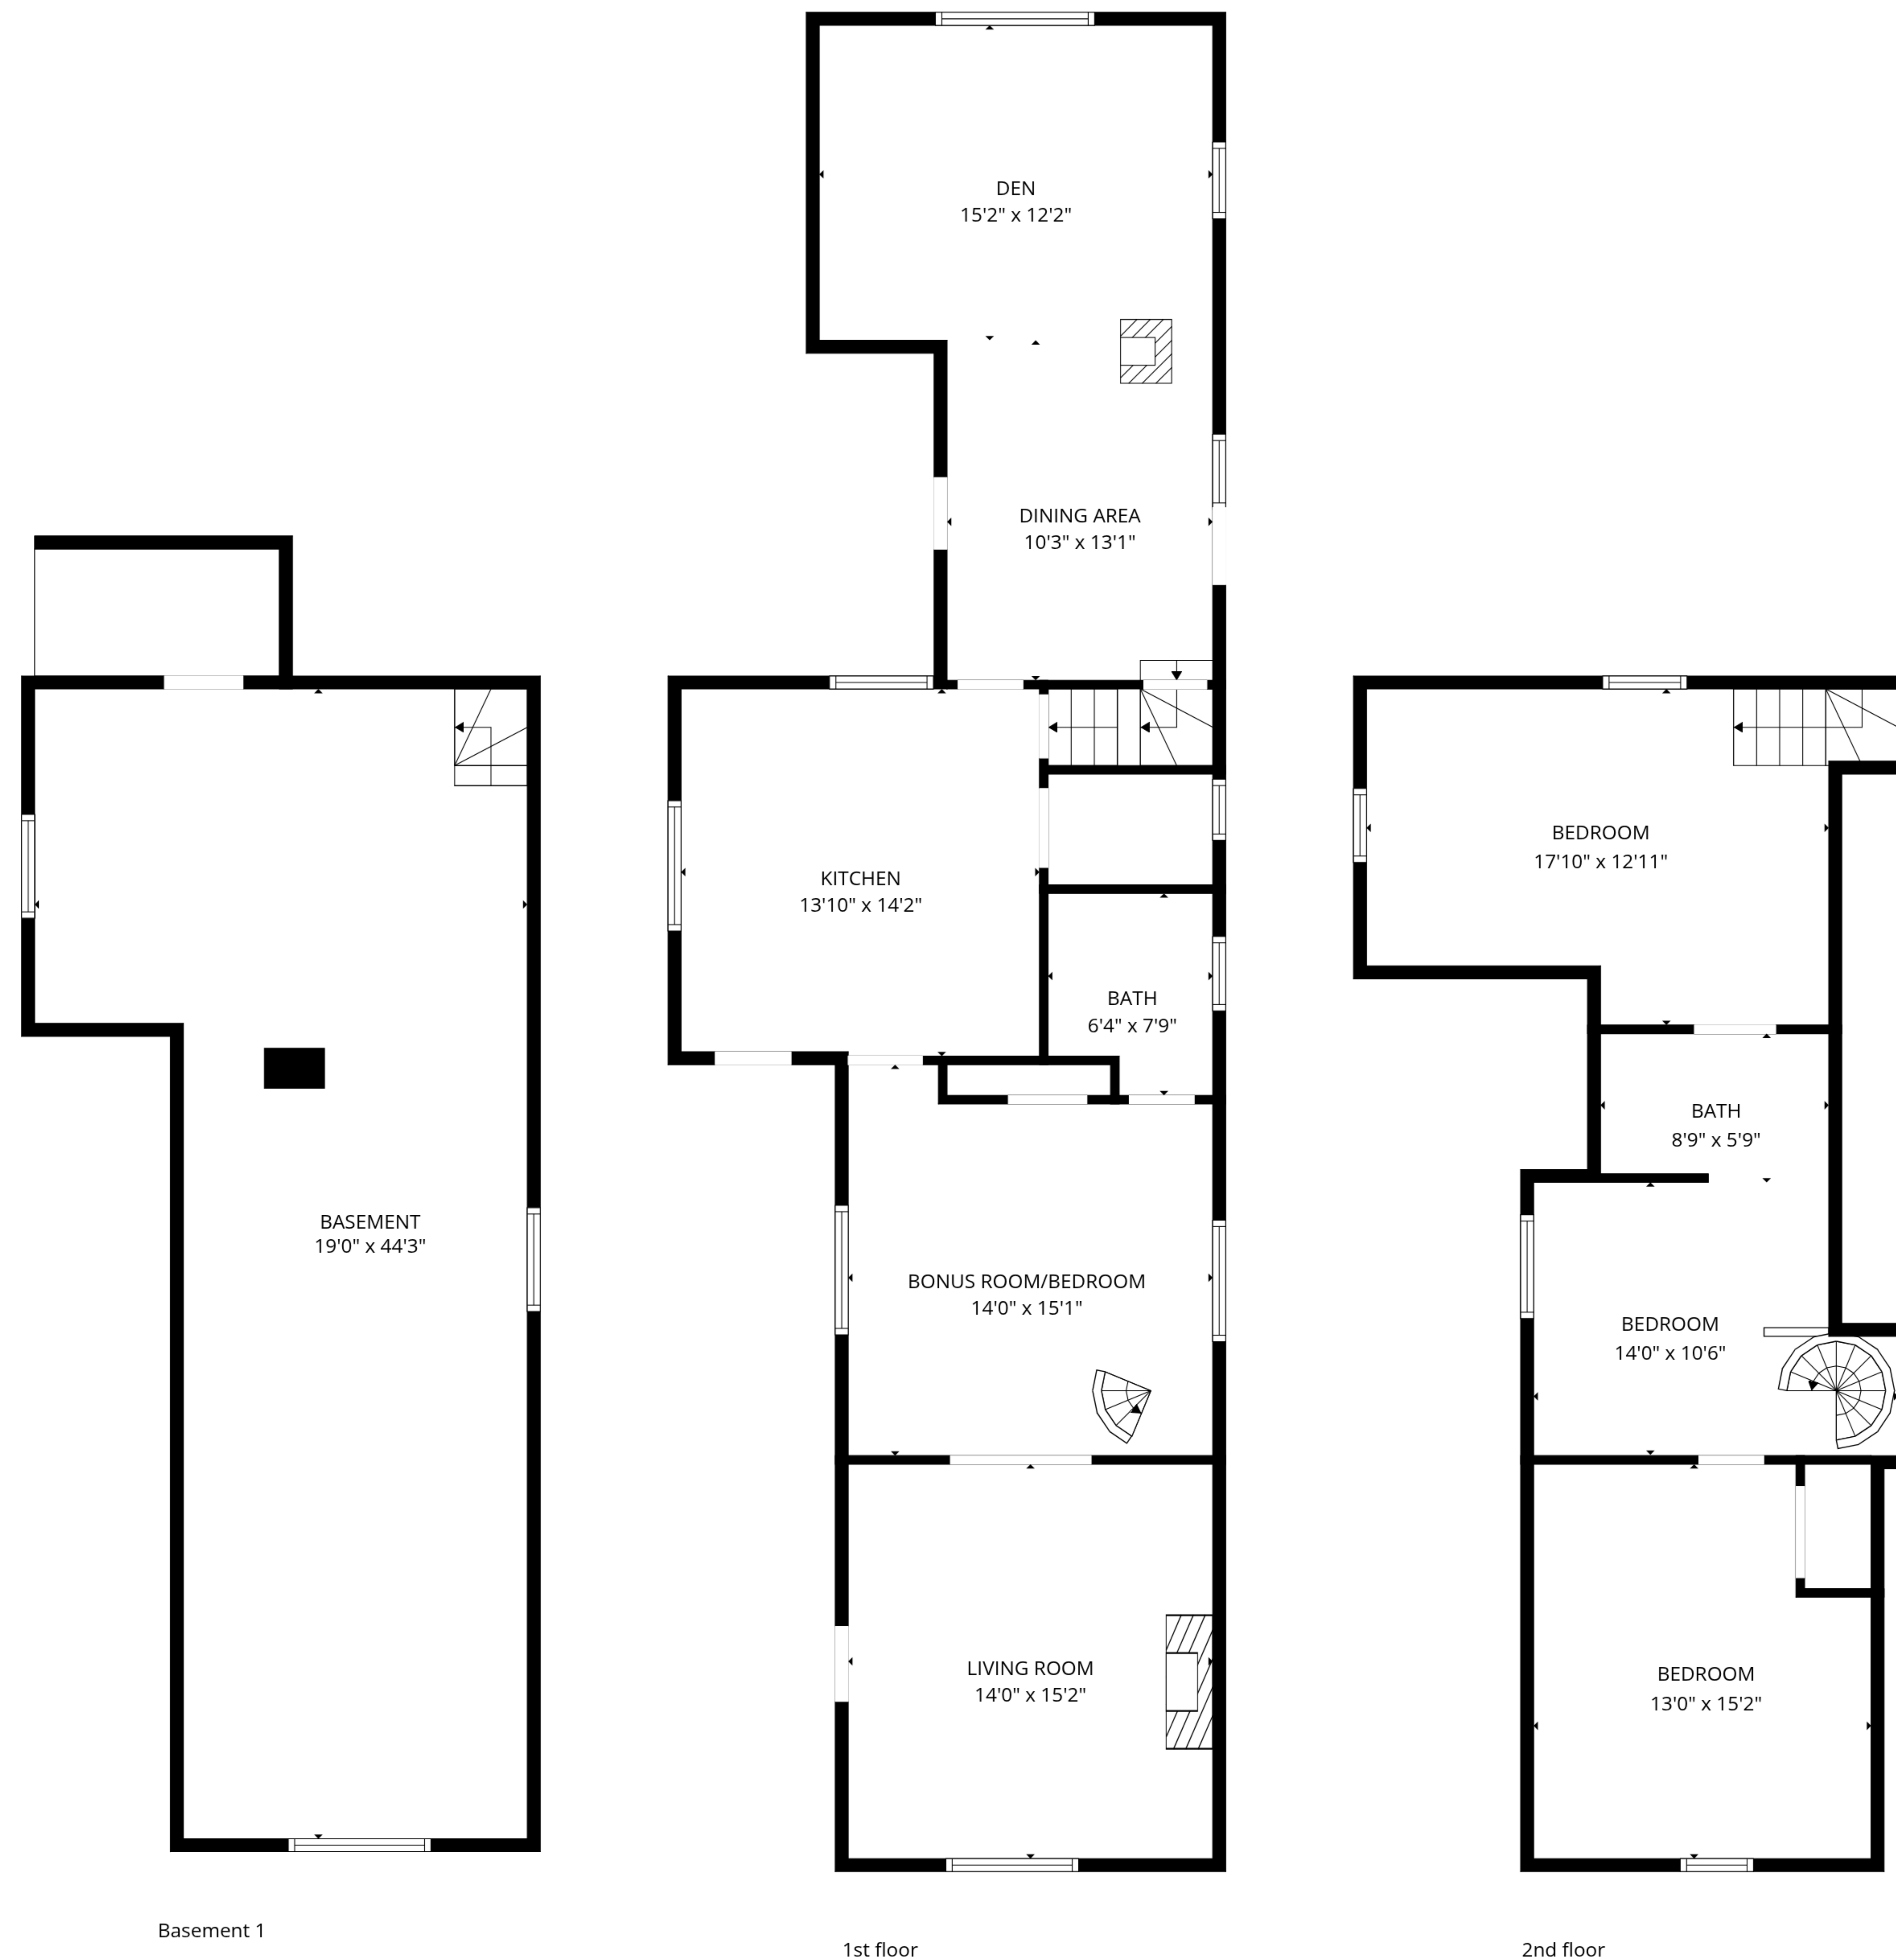 BASEMENT
19'0" x 44'3"
Basement 1
DEN
15'2" x 12'2"
DINING AREA
10'3" x 13'1"
KITCHEN
13'10" x 14'2"
BATH
6'4" x 7'9"
BONUS ROOM/BEDROOM
14'0" x 15'1"
LIVING ROOM
14'0" x 15'2"
1st floor
BEDROOM
17'10" x 12'11"
BATH
8'9" x 5'9"
BEDROOM
14'0" x 10'6"
BEDROOM
13'0" x 15'2"
2nd floor